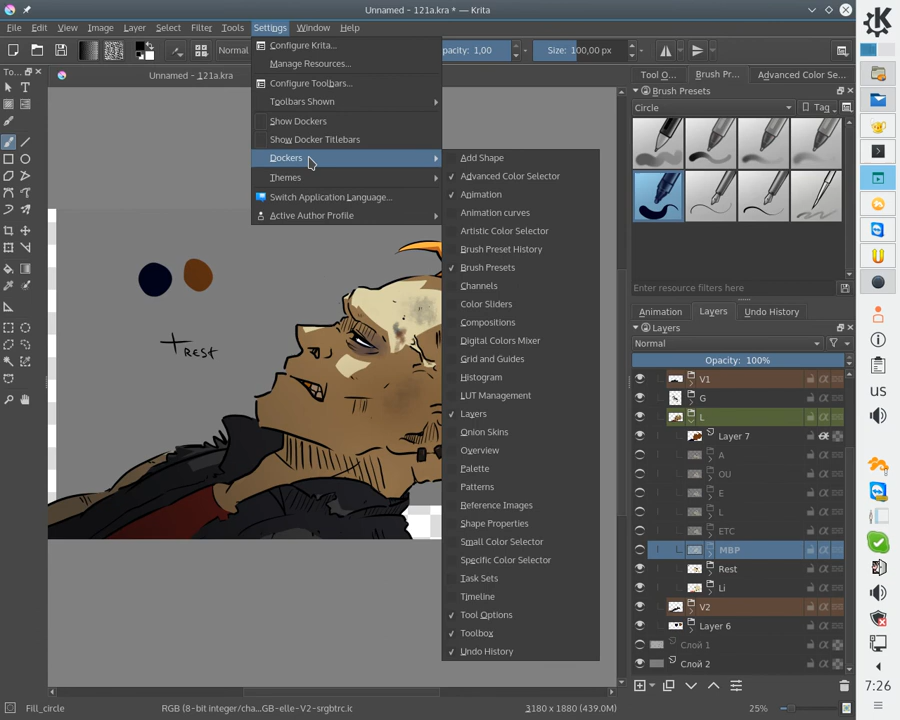 Unnamed - 121a.kra * — Krita
File Edit View Image Layer Select Filter Tools Settings Window Help
Normal
pacity: 1,00
Size: 100,00 px
To...
Unnamed - 121a.kra
Configure Krita...
Manage Resources...
Configure Toolbars...
Toolbars Shown
Show Dockers
Show Docker Titlebars
Dockers
Themes
Switch Application Language...
Active Author Profile
Add Shape
Advanced Color Selector
Animation
Animation curves
Artistic Color Selector
Brush Preset History
Brush Presets
Channels
Color Sliders
Compositions
Digital Colors Mixer
Grid and Guides
Histogram
LUT Management
Layers
Onion Skins
Overview
Palette
Patterns
Reference Images
Shape Properties
Small Color Selector
Specific Color Selector
Task Sets
Timeline
Tool Options
Toolbox
Undo History
REST
Tool O... Brush Pr... Advanced Color Se...
Brush Presets
Circle
Tag
Enter resource filters here
Animation Layers Undo History
Layers
Normal
Opacity: 100%
V1
G
L
Layer 7
A
OU
E
L
ETC
MBP
Rest
Li
V2
Layer 6
Слой 1
Слой 2
US
7:26
Fill_circle
RGB (8-bit integer/cha...GB-elle-V2-srgbtrc.ic
3180 x 1880 (439.0M)
25%